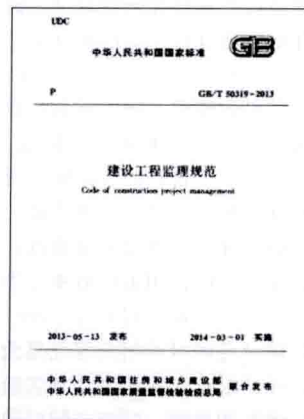 UDC
中华人民共和国国家标准 GB
P GB/T 50319-2013
建设工程监理规范
Code of construction project management
2013-05-13 发布 2014-03-01 实施
中华人民共和国住房和城乡建设部
中华人民共和国国家质量监督检验检疫总局 联合发布